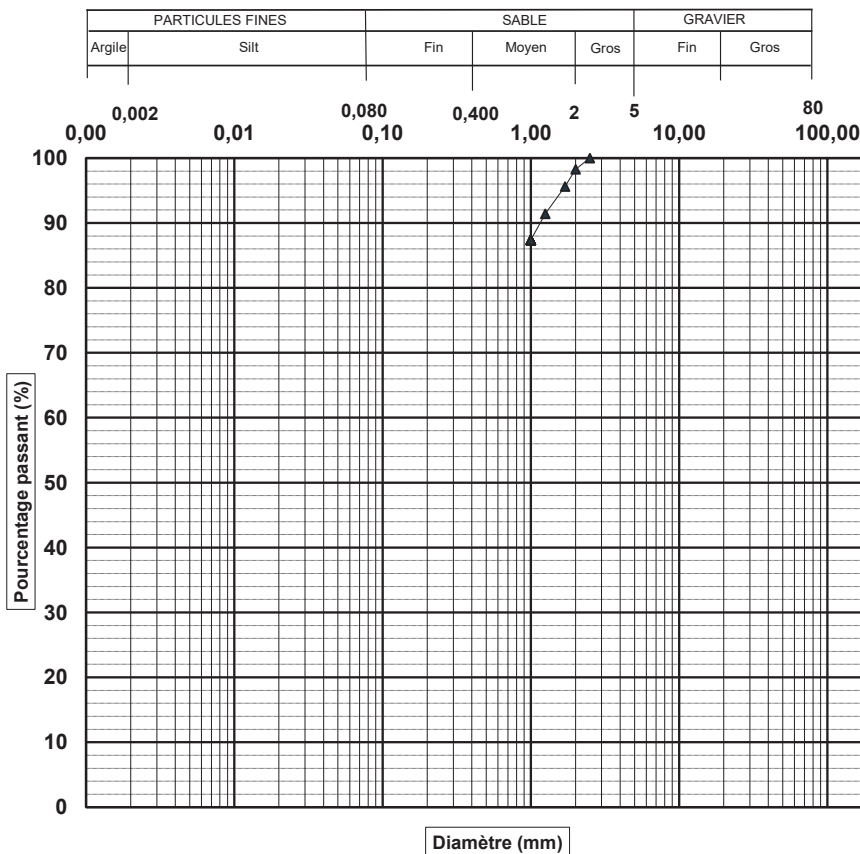 PARTICULES FINES SABLE GRAVIER
Argile Silt Fin Moyen Gros Fin Gros
0,002 0,080 0,400 2 5 80
0,00 0,01 0,10 1,00 10,00 100,00
100
90
80
70
60
50
40
30
20
10
0
Pourcentage passant (%)
Diamètre (mm)